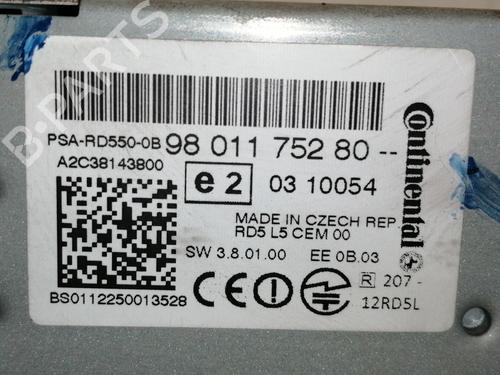 PSA-RD550-0B 98 011 752 80 --
A2C38143800
e2 03 10054
MADE IN CZECH REP.
RD5 L5 CEM 00
SW 3.8.01.00 EE 0B.03
R 207 -
12RD5L
BS0112250013528
CE
Continental
B-PARTS